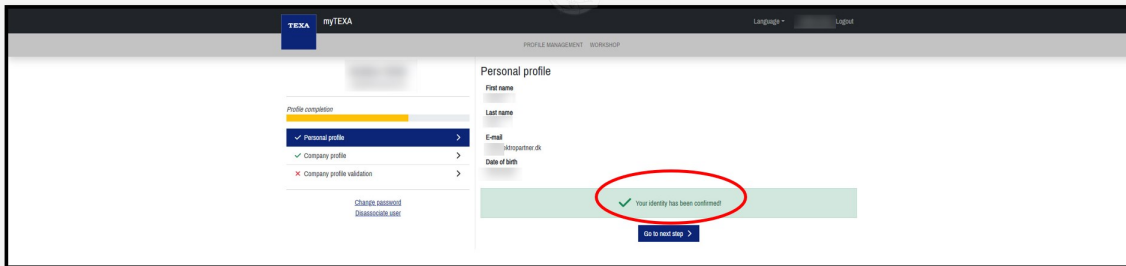 TEXA
myTEXA
Language
Logout
PROFILE MANAGEMENT WORKSHOP
Profile completion
Personal profile
Company profile
Company profile validation
Change password
Disassociate user
Personal profile
First name
Last name
E-mail
ktropartner.dk
Date of birth
Your identity has been confirmed!
Go to next step